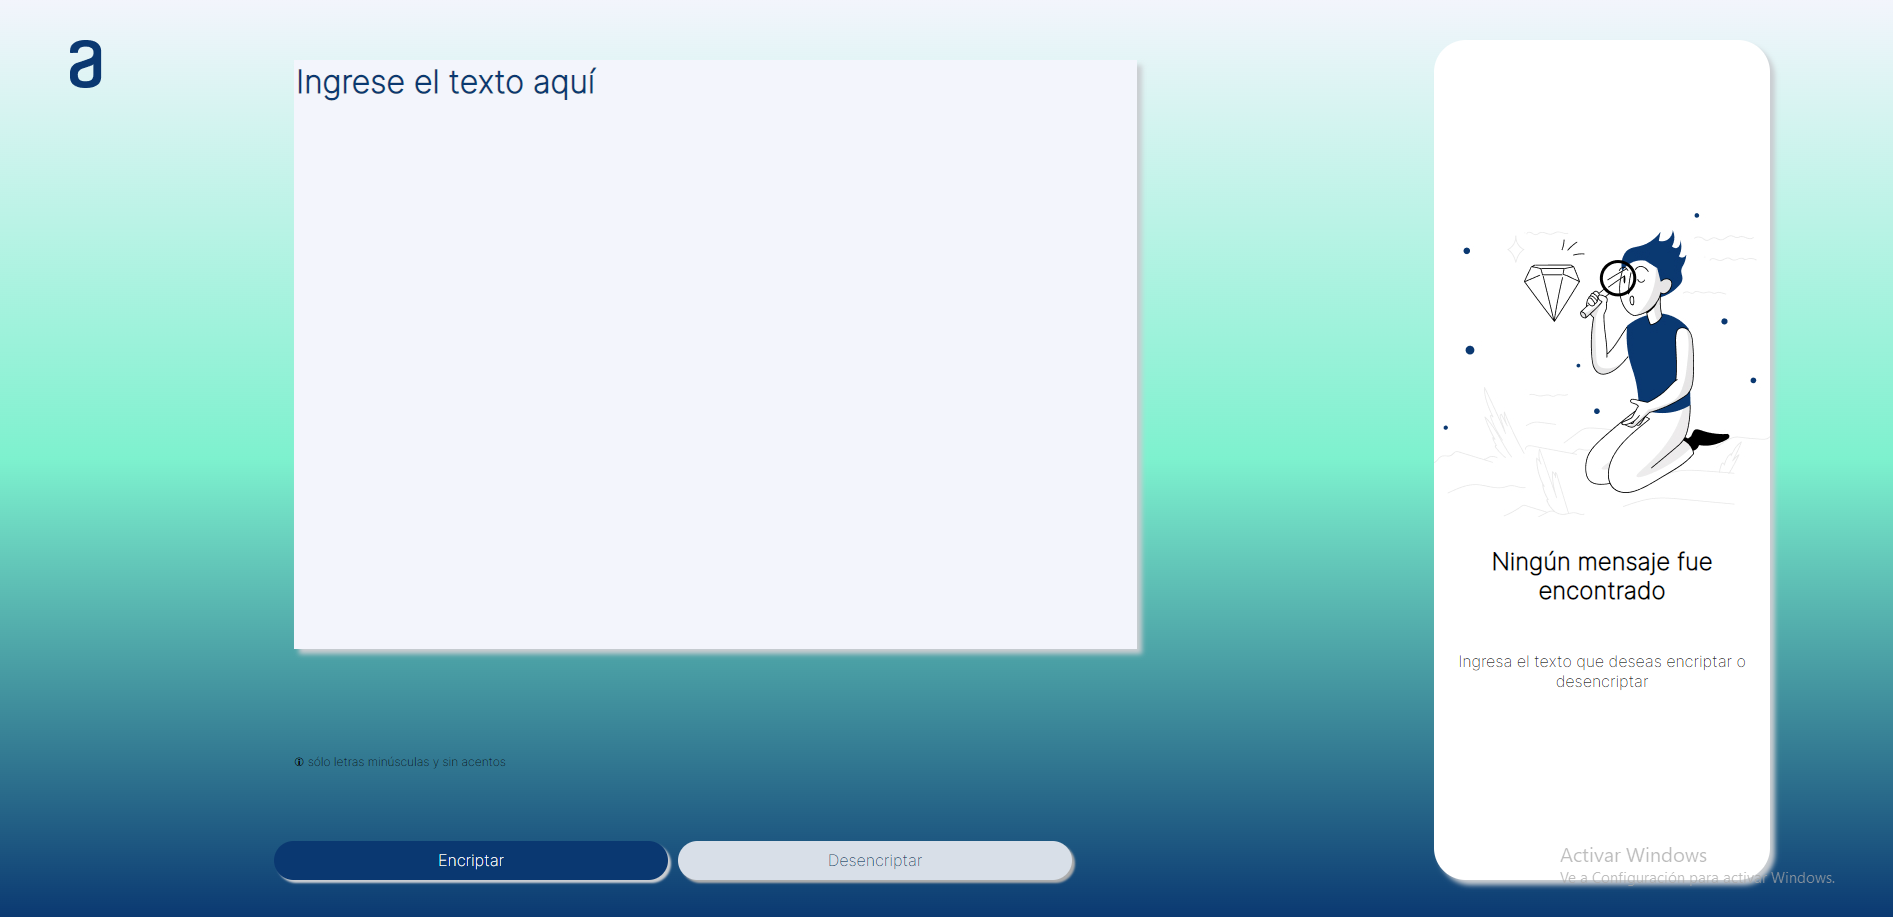 a
Ingrese el texto aquí
Ningún mensaje fue
encontrado
Ingresa el texto que deseas encriptar o
desencriptar
sólo letras minúsculas y sin acentos
Encriptar
Desencriptar
Activar Windows
Ve a Configuración para activar Windows.